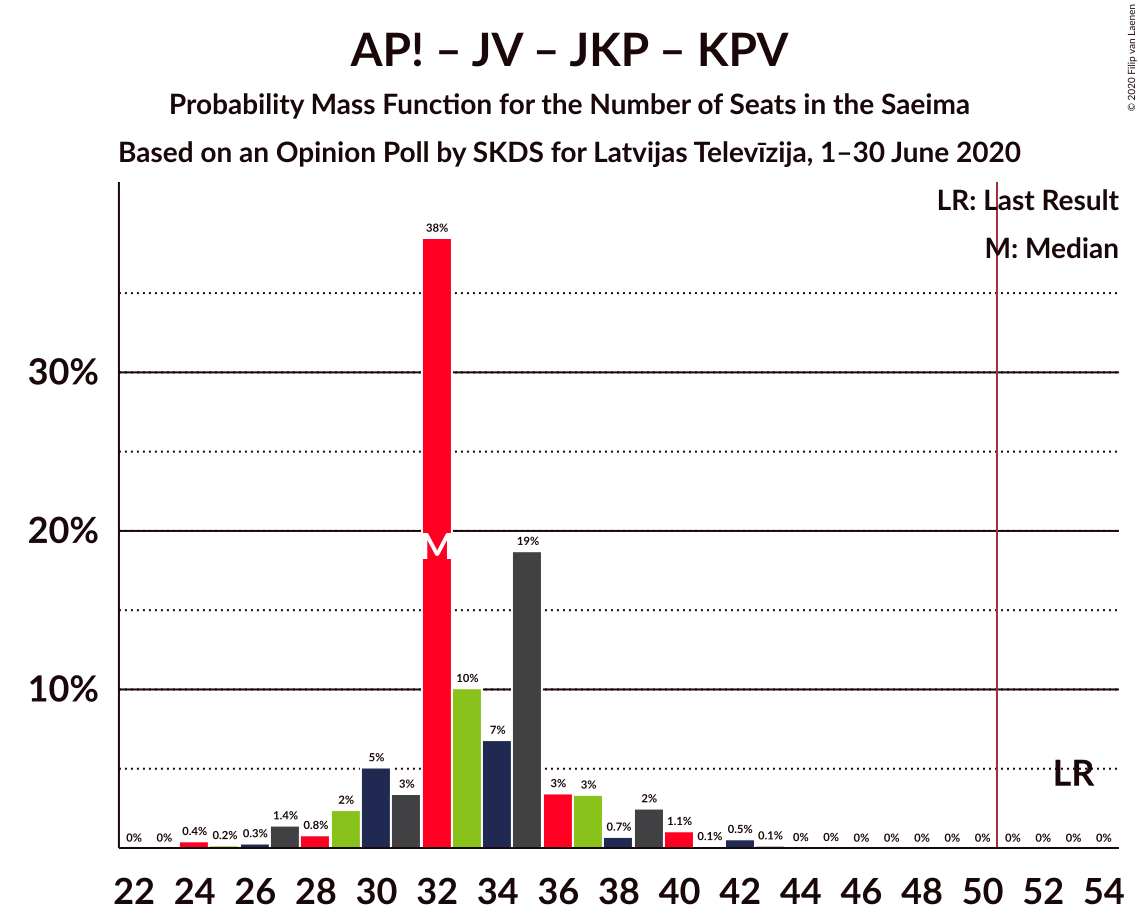 AP! – JV – JKP – KPV
Probability Mass Function for the Number of Seats in the Saeima
Based on an Opinion Poll by SKDS for Latvijas Televīzija, 1–30 June 2020
© 2020 Filip van Laenen
LR: Last Result
M: Median
38%
30%
20%
19%
M
10%
10%
7%
5%
3%
3%
3%
2%
2%
LR
0% 0% 0.4% 0.2% 0.3% 1.4% 0.8% 0.7% 1.1% 0.1% 0.5% 0.1% 0% 0% 0% 0% 0% 0% 0% 0% 0% 0% 0%
22 24 26 28 30 32 34 36 38 40 42 44 46 48 50 52 54